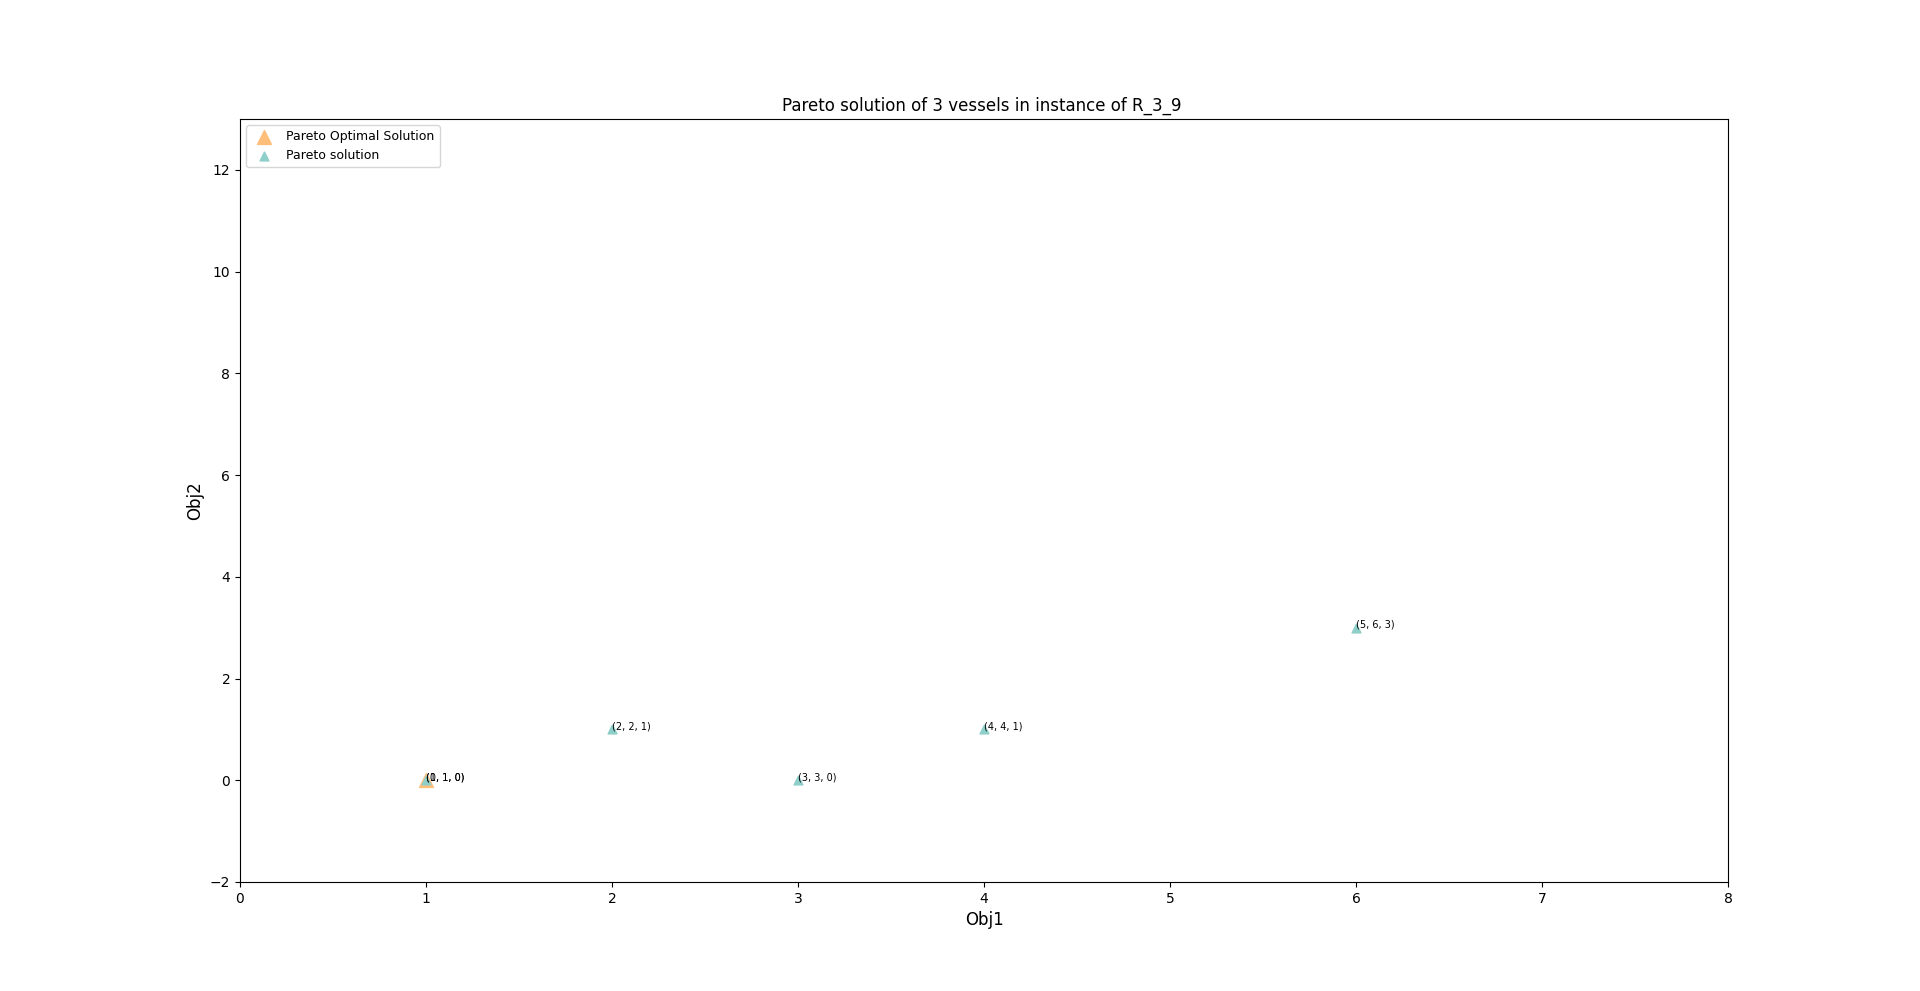 Pareto solution of 3 vessels in instance of R_3_9
Pareto Optimal Solution
Pareto solution
12
10
8
6
4
2
0
−2
Obj2
(5, 6, 3)
(2, 2, 1)
(4, 4, 1)
1, 0)
(3, 3, 0)
0 1 2 3 4 5 6 7 8
Obj1